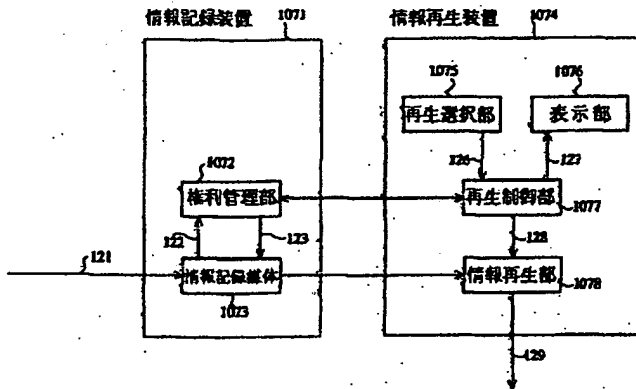 情報記録装置 1071
情報再生装置 1074
1075
再生選択部
1076
表示部
126
127
1072
権利管理部
再生制御部
1077
122
123
128
121
情報記録媒体
1073
情報再生部
1078
129